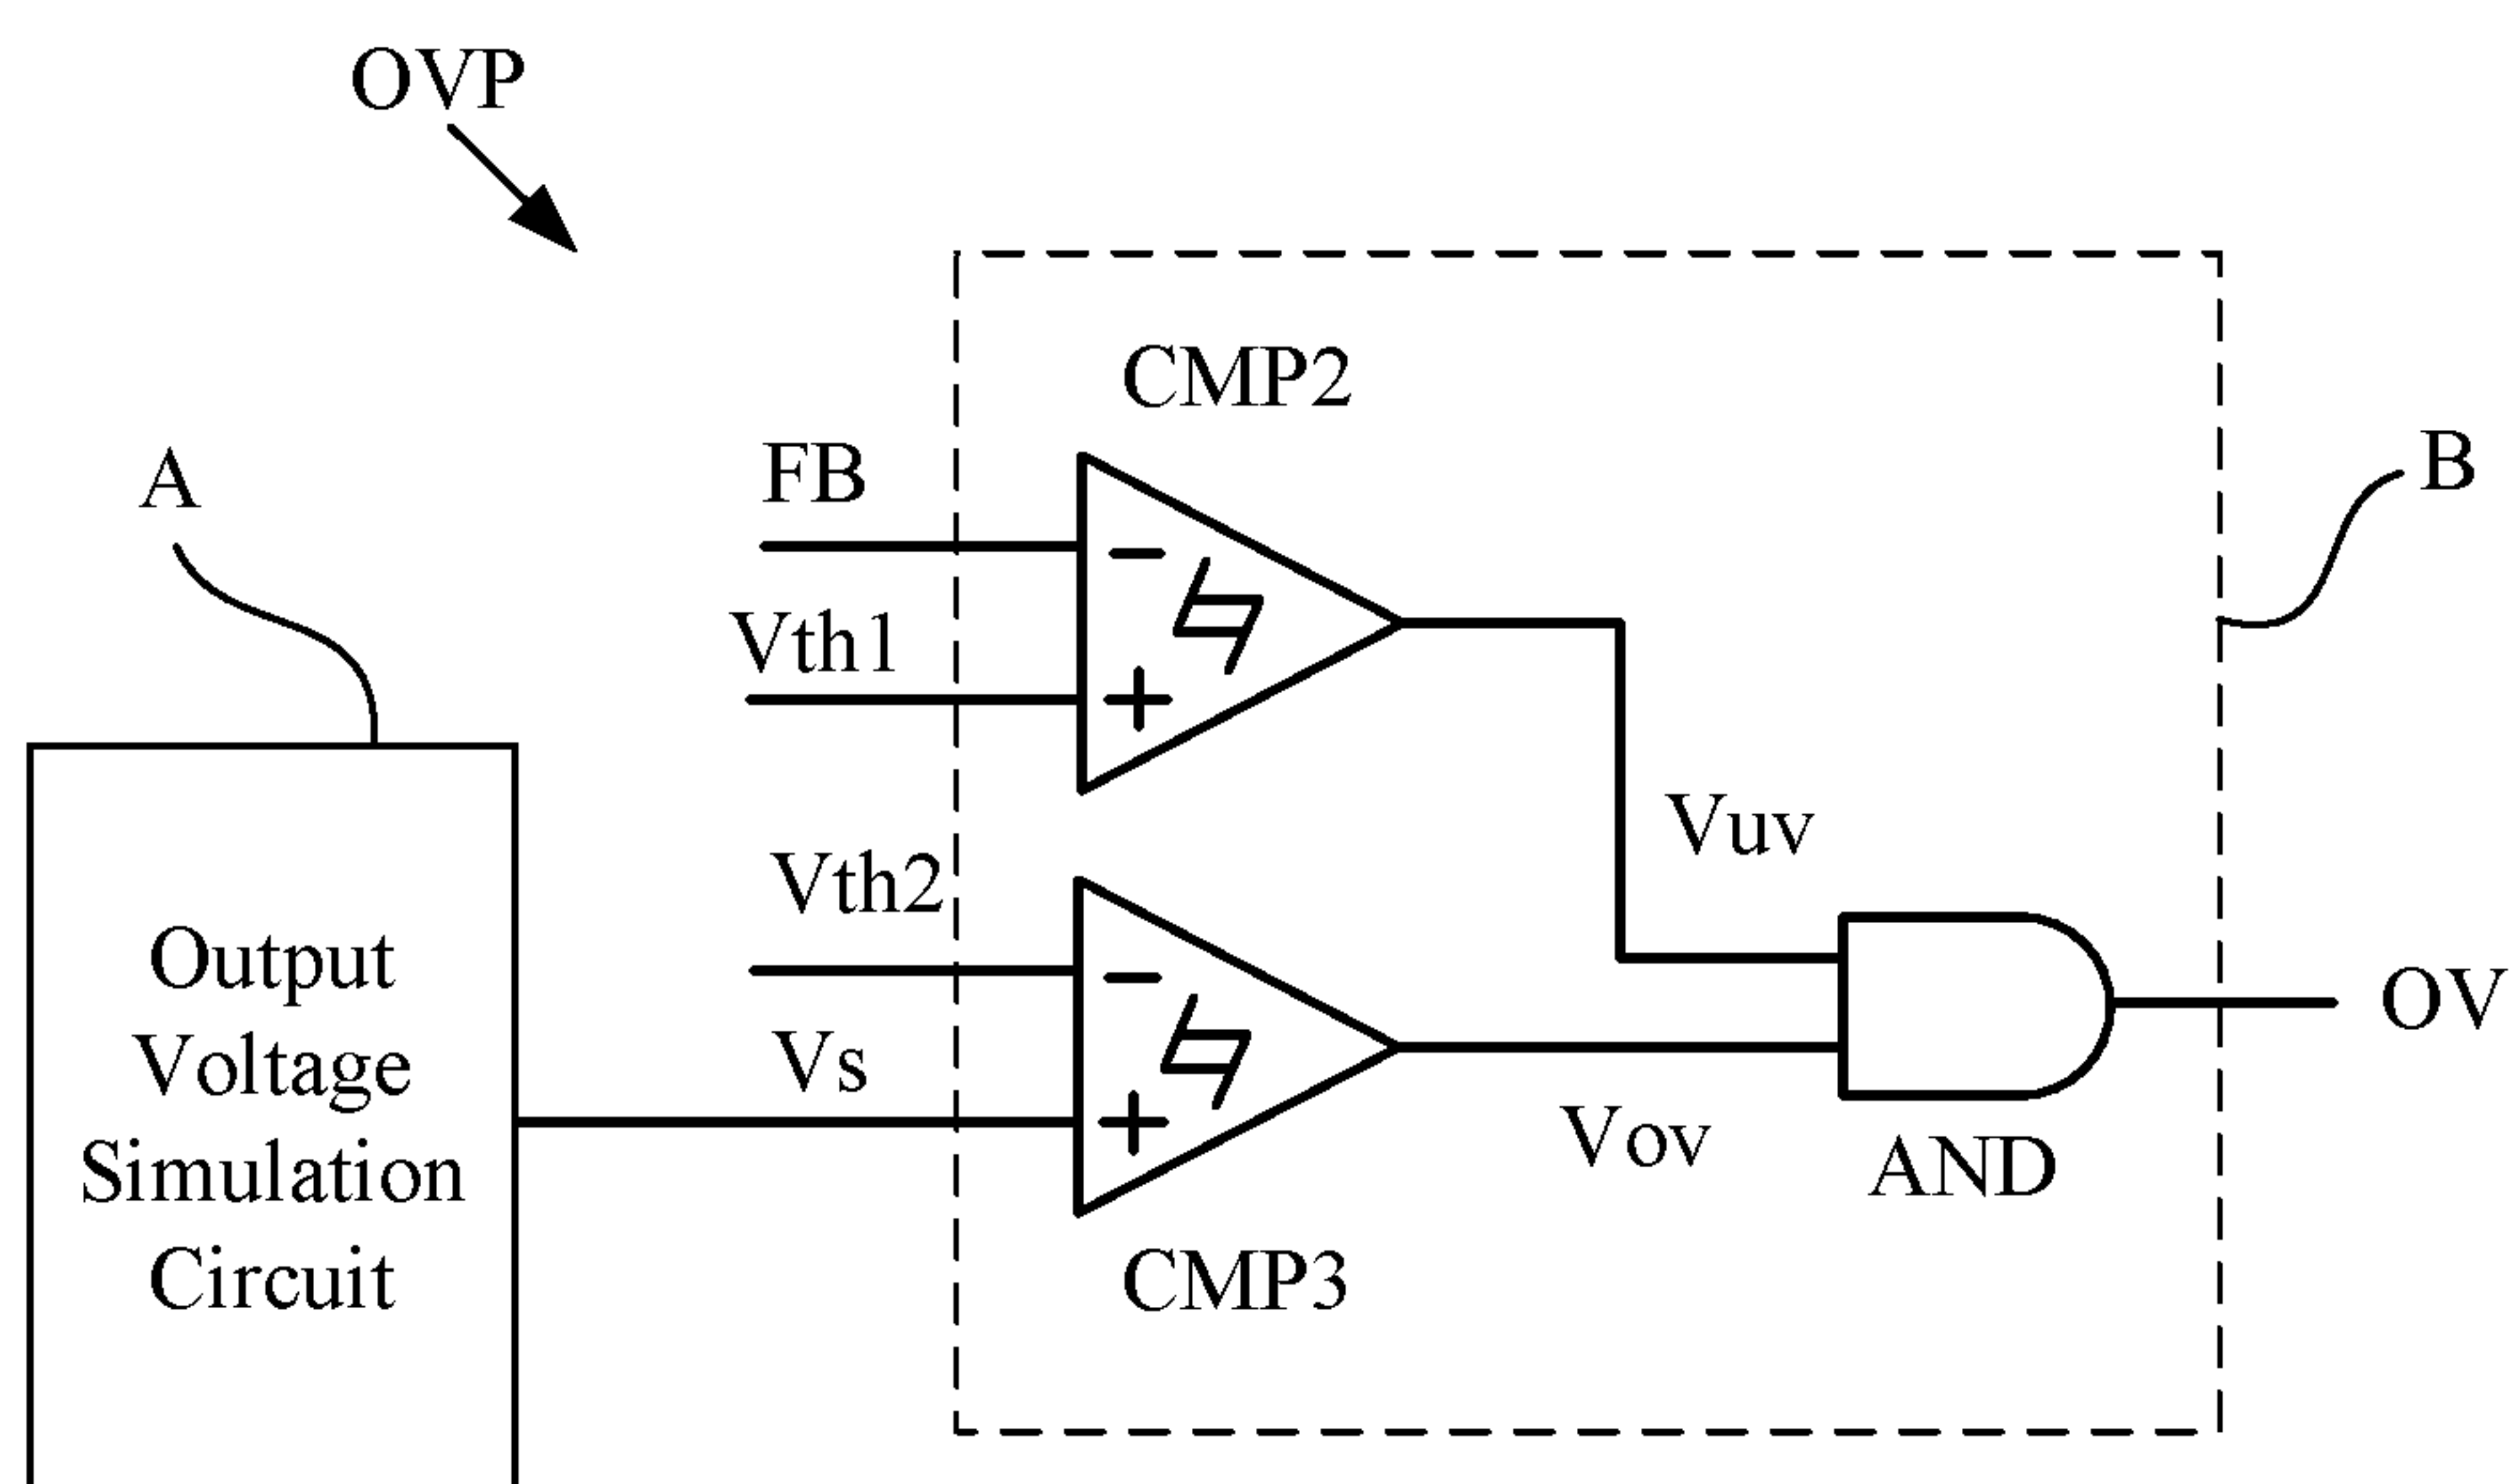 OVP
CMP2
A
FB
B
Vth1
Vuv
Vth2
Output
Voltage
Simulation
Circuit
Vs
OV
Vov
AND
CMP3